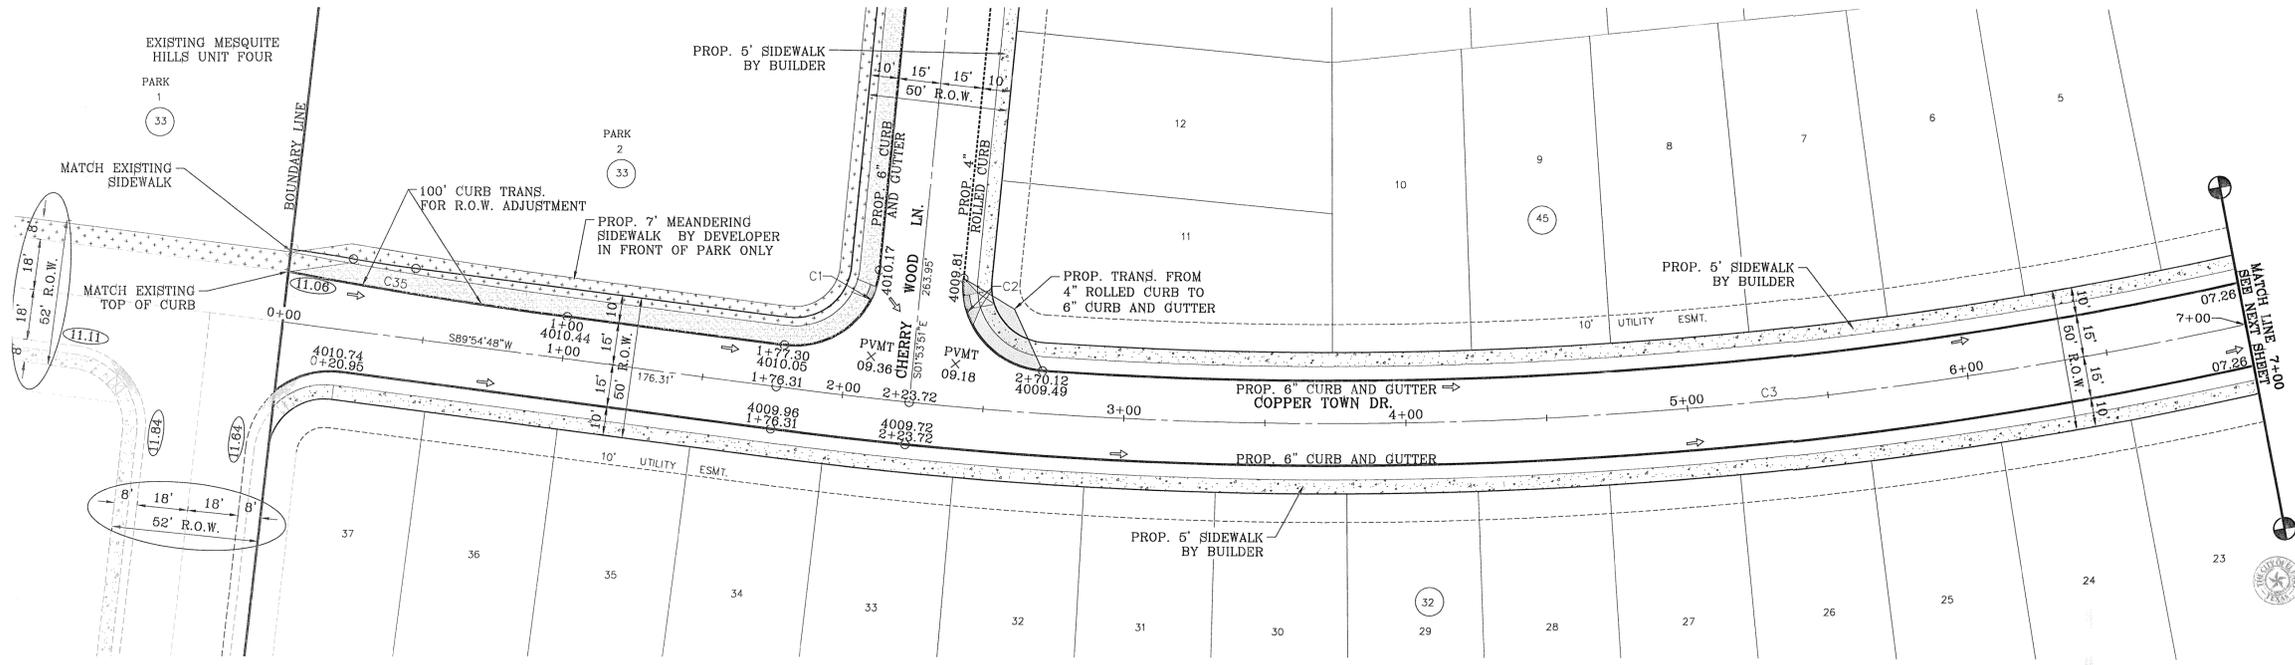 EXISTING MESQUITE
HILLS UNIT FOUR
PARK
1
33
BOUNDARY LINE
MATCH EXISTING
SIDEWALK
MATCH EXISTING
TOP OF CURB
8'
18'
18'
8'
52' R.O.W.
11.06
11.11
11.84
11.64
8'
18'
18'
8'
52' R.O.W.
PARK
2
33
100' CURB TRANS.
FOR R.O.W. ADJUSTMENT
PROP. 7' MEANDERING
SIDEWALK BY DEVELOPER
IN FRONT OF PARK ONLY
C35
0+00
S89°54'48"W
1+00
4010.44
1+00
4010.74
0+20.95
10'
15'
15'
10'
50' R.O.W.
176.31'
1+77.30
4010.05
1+76.31
4009.96
1+76.31
2+00
2+23.72
4009.72
2+23.72
PROP. 5' SIDEWALK
BY BUILDER
10'
15'
15'
10'
50' R.O.W.
PROP. 6" CURB
AND GUTTER
PROP. 4"
ROLLED CURB
CHERRY WOOD LN.
263.95'
S01°53'51"E
4010.17
4009.81
C1
C2
PVMT
09.36
PVMT
09.18
PROP. TRANS. FROM
4" ROLLED CURB TO
6" CURB AND GUTTER
2+70.12
4009.49
3+00
PROP. 6" CURB AND GUTTER
COPPER TOWN DR.
4+00
5+00
C3
6+00
PROP. 6" CURB AND GUTTER
PROP. 5' SIDEWALK
BY BUILDER
PROP. 5' SIDEWALK
BY BUILDER
10' UTILITY ESMT.
10' UTILITY ESMT.
10'
15'
15'
10'
50' R.O.W.
07.26
7+00
07.26
MATCH LINE 7+00
SEE NEXT SHEET
12
11
10
9
8
7
6
5
45
37
36
35
34
33
32
31
30
29
28
27
26
25
24
23
32
TEXAS